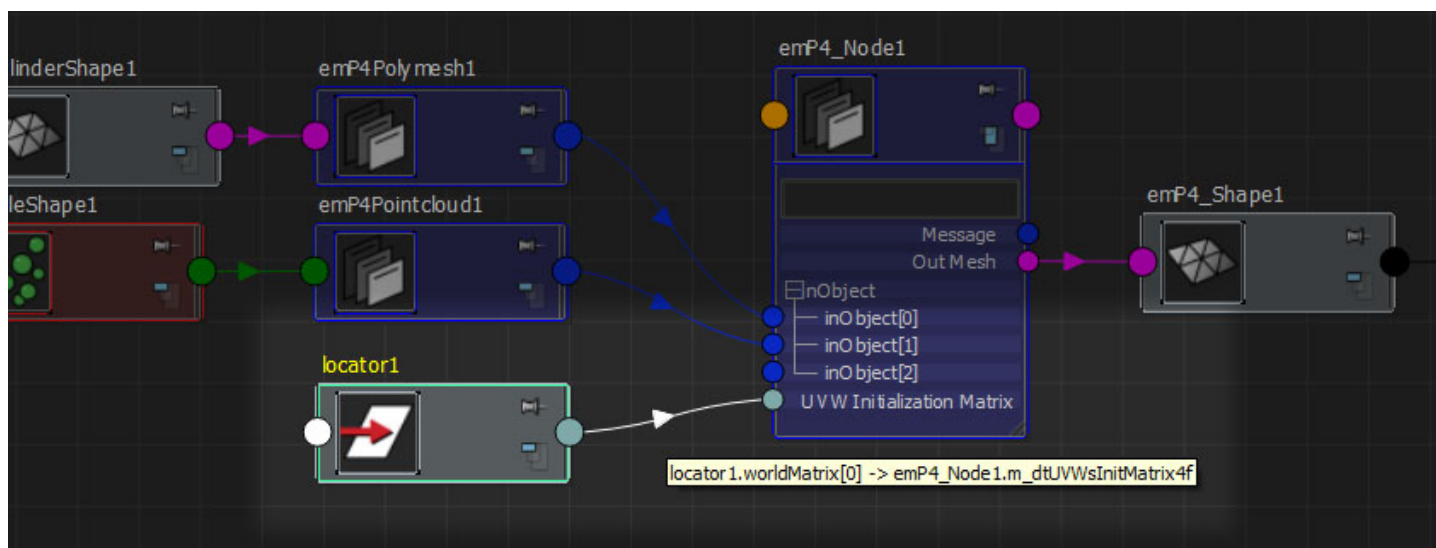 emP4_Node1
linderShape1
emP4Polymesh1
leShape1
emP4Pointcloud1
emP4_Shape1
Message
Out Mesh
nObject
inObject[0]
inObject[1]
inObject[2]
locator1
UVW Initialization Matrix
locator1.worldMatrix[0] -> emP4_Node1.m_dtUVWsInitMatrix4f